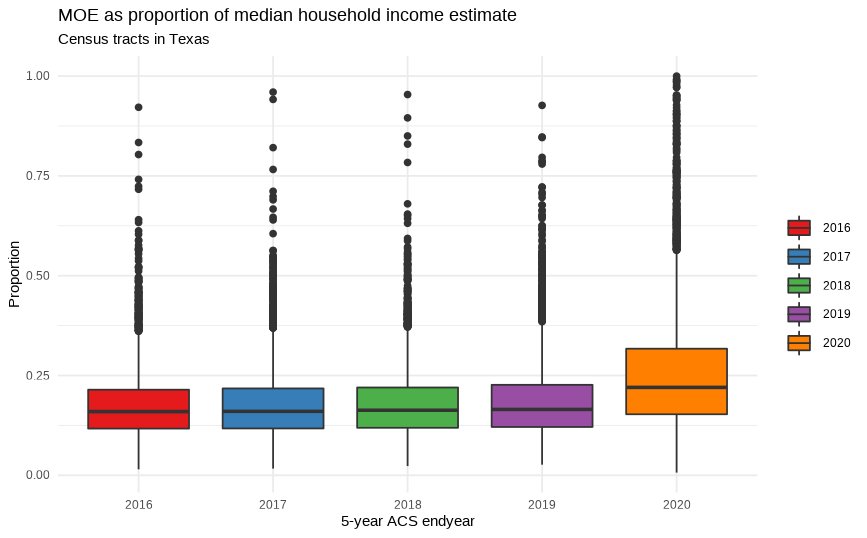 MOE as proportion of median household income estimate
Census tracts in Texas
Proportion
1.00
0.75
0.50
0.25
0.00
2016 2017 2018 2019 2020
5-year ACS endyear
2016
2017
2018
2019
2020